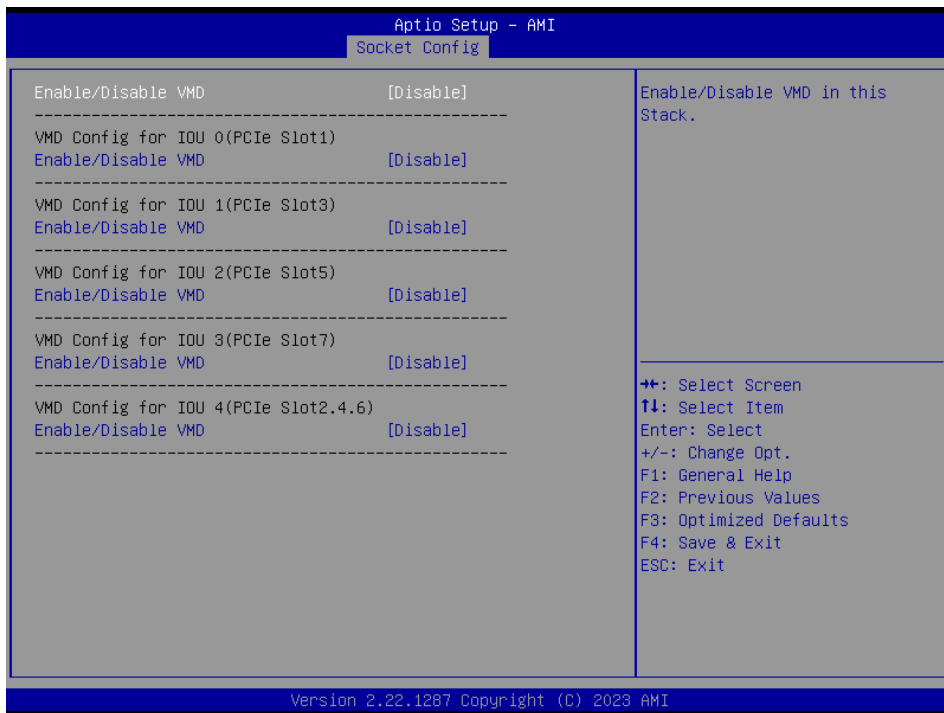 Aptio Setup – AMI
Socket Config
Enable/Disable VMD [Disable]
--------------------------------------------------
VMD Config for IOU 0(PCIe Slot1)
Enable/Disable VMD [Disable]
--------------------------------------------------
VMD Config for IOU 1(PCIe Slot3)
Enable/Disable VMD [Disable]
--------------------------------------------------
VMD Config for IOU 2(PCIe Slot5)
Enable/Disable VMD [Disable]
--------------------------------------------------
VMD Config for IOU 3(PCIe Slot7)
Enable/Disable VMD [Disable]
--------------------------------------------------
VMD Config for IOU 4(PCIe Slot2.4.6)
Enable/Disable VMD [Disable]
--------------------------------------------------
Enable/Disable VMD in this
Stack.
→←: Select Screen
↑↓: Select Item
Enter: Select
+/-: Change Opt.
F1: General Help
F2: Previous Values
F3: Optimized Defaults
F4: Save & Exit
ESC: Exit
Version 2.22.1287 Copyright (C) 2023 AMI